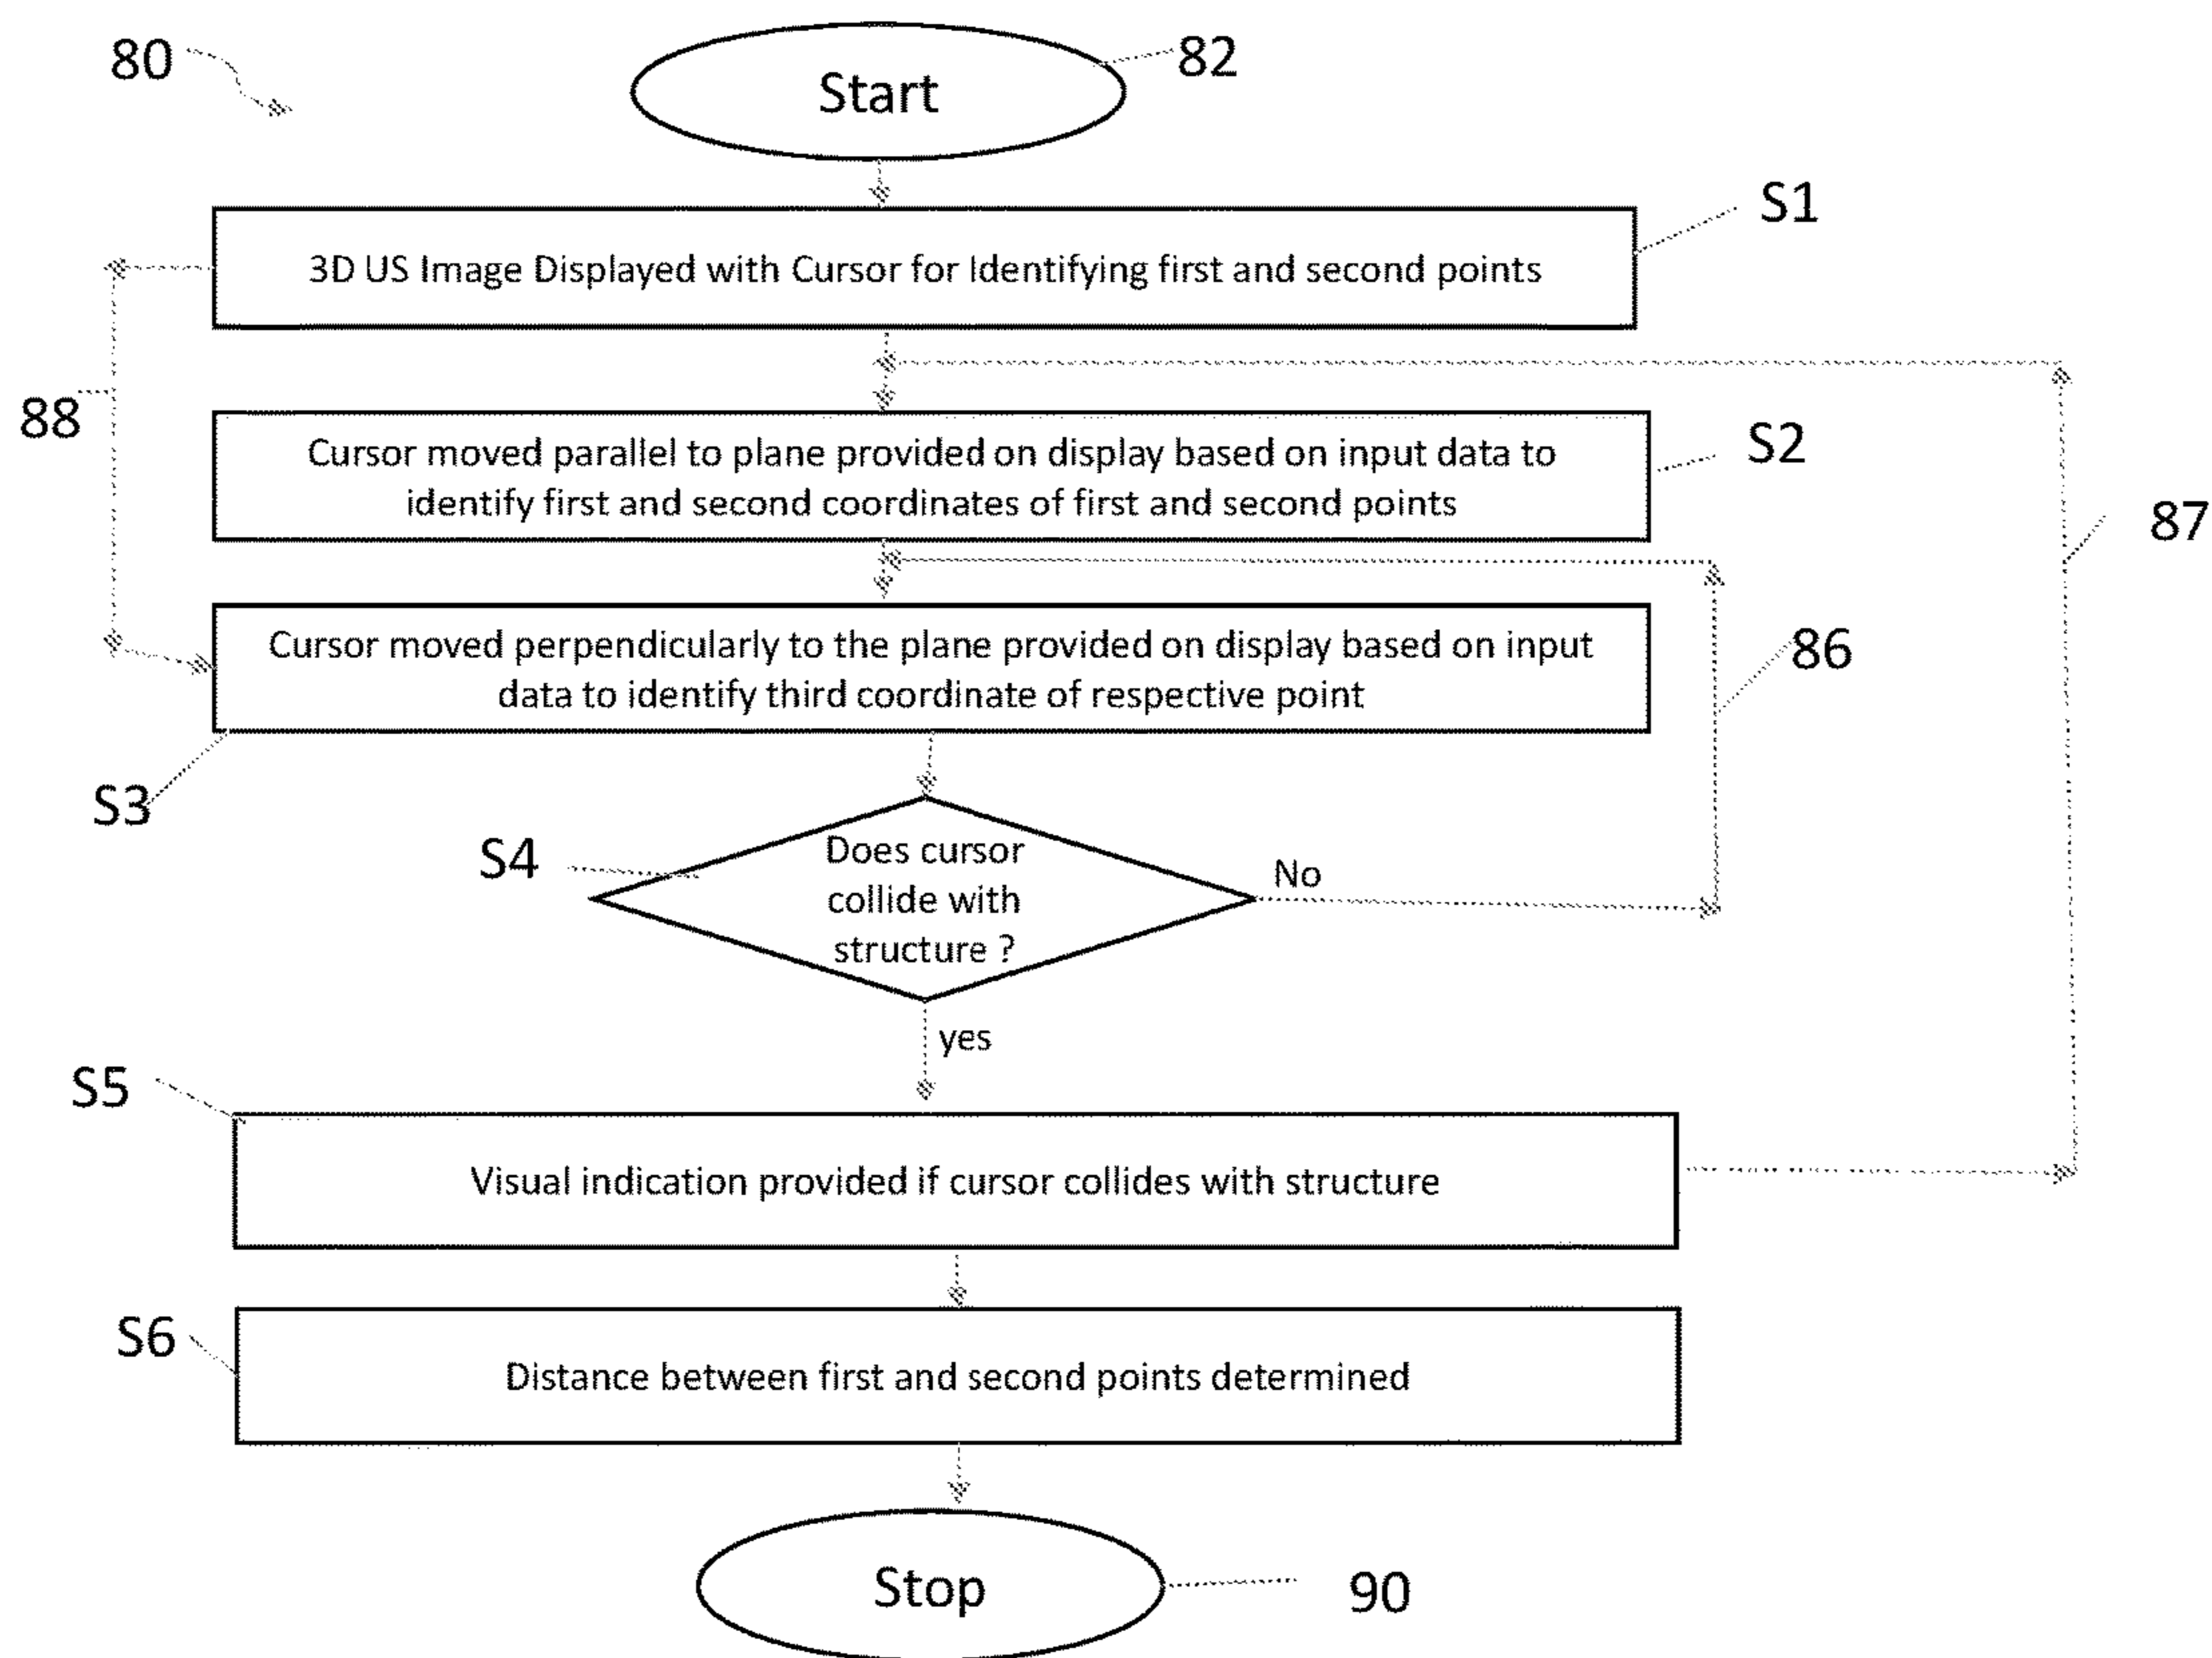 80
82
Start
S1
3D US Image Displayed with Cursor for Identifying first and second points
88
S2
Cursor moved parallel to plane provided on display based on input data to
identify first and second coordinates of first and second points
87
86
Cursor moved perpendicularly to the plane provided on display based on input
data to identify third coordinate of respective point
S3
S4
Does cursor
collide with
structure ?
No
yes
S5
Visual indication provided if cursor collides with structure
S6
Distance between first and second points determined
Stop
90